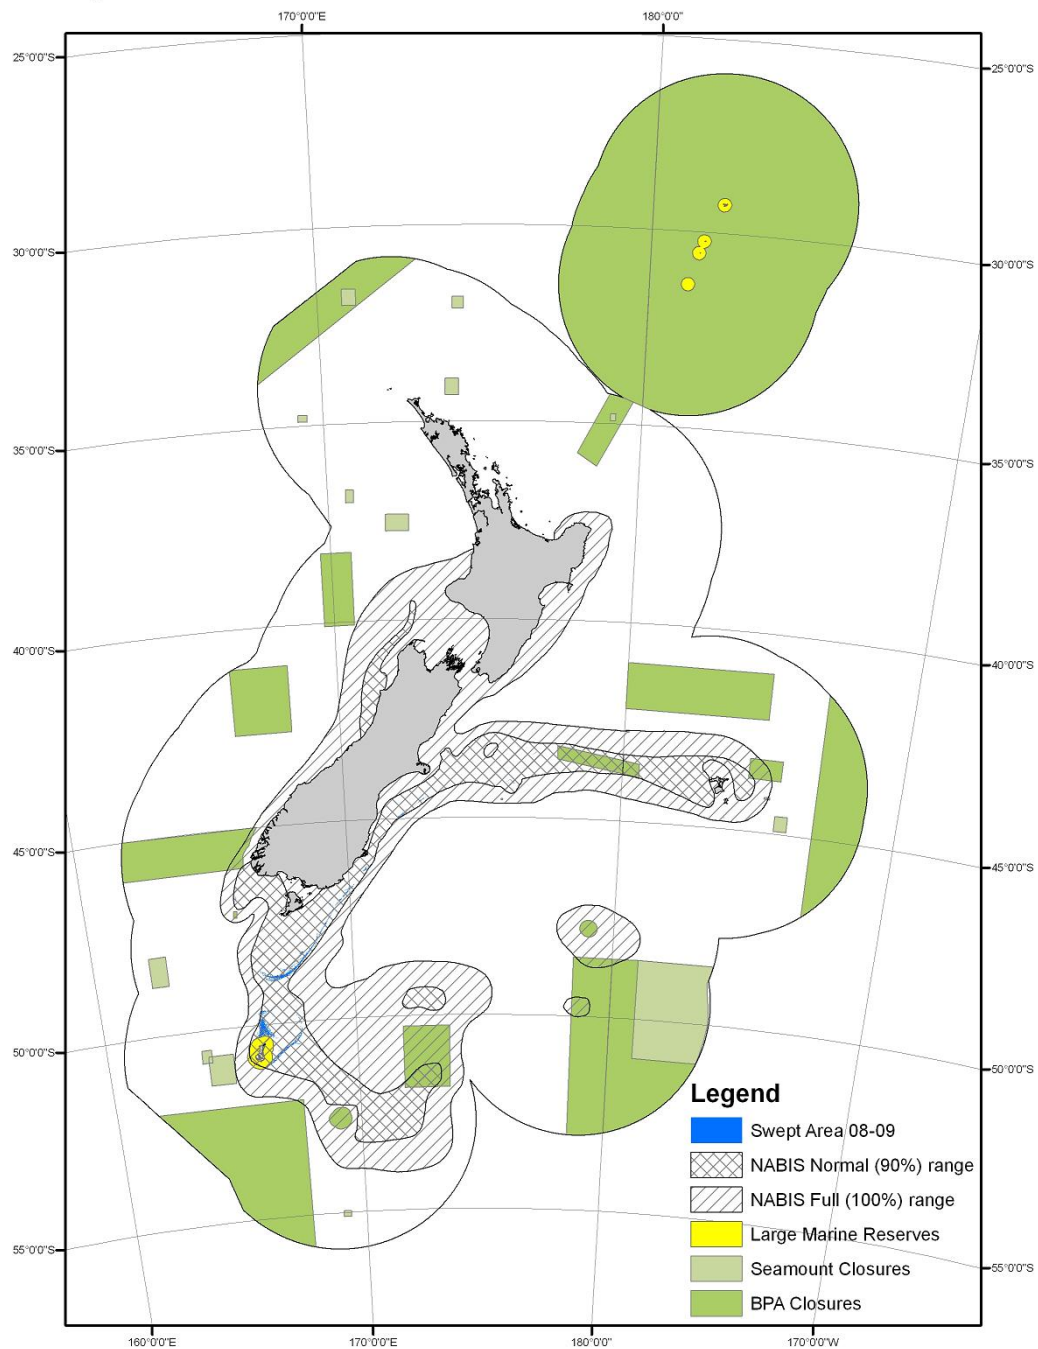 170°0'0"E 180°0'0"
25°0'0"S 25°0'0"S
30°0'0"S 30°0'0"S
35°0'0"S 35°0'0"S
40°0'0"S 40°0'0"S
45°0'0"S 45°0'0"S
50°0'0"S 50°0'0"S
Legend
Swept Area 08-09
NABIS Normal (90%) range
NABIS Full (100%) range
Large Marine Reserves
55°0'0"S 55°0'0"S
Seamount Closures
BPA Closures
160°0'0"E 170°0'0"E 180°0'0" 170°0'0"W